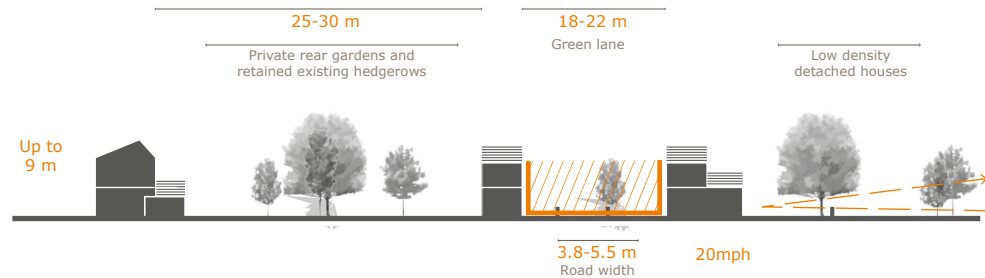 25-30 m
18-22 m
Private rear gardens and
retained existing hedgerows
Green lane
Low density
detached houses
Up to
9 m
3.8-5.5 m
Road width
20mph